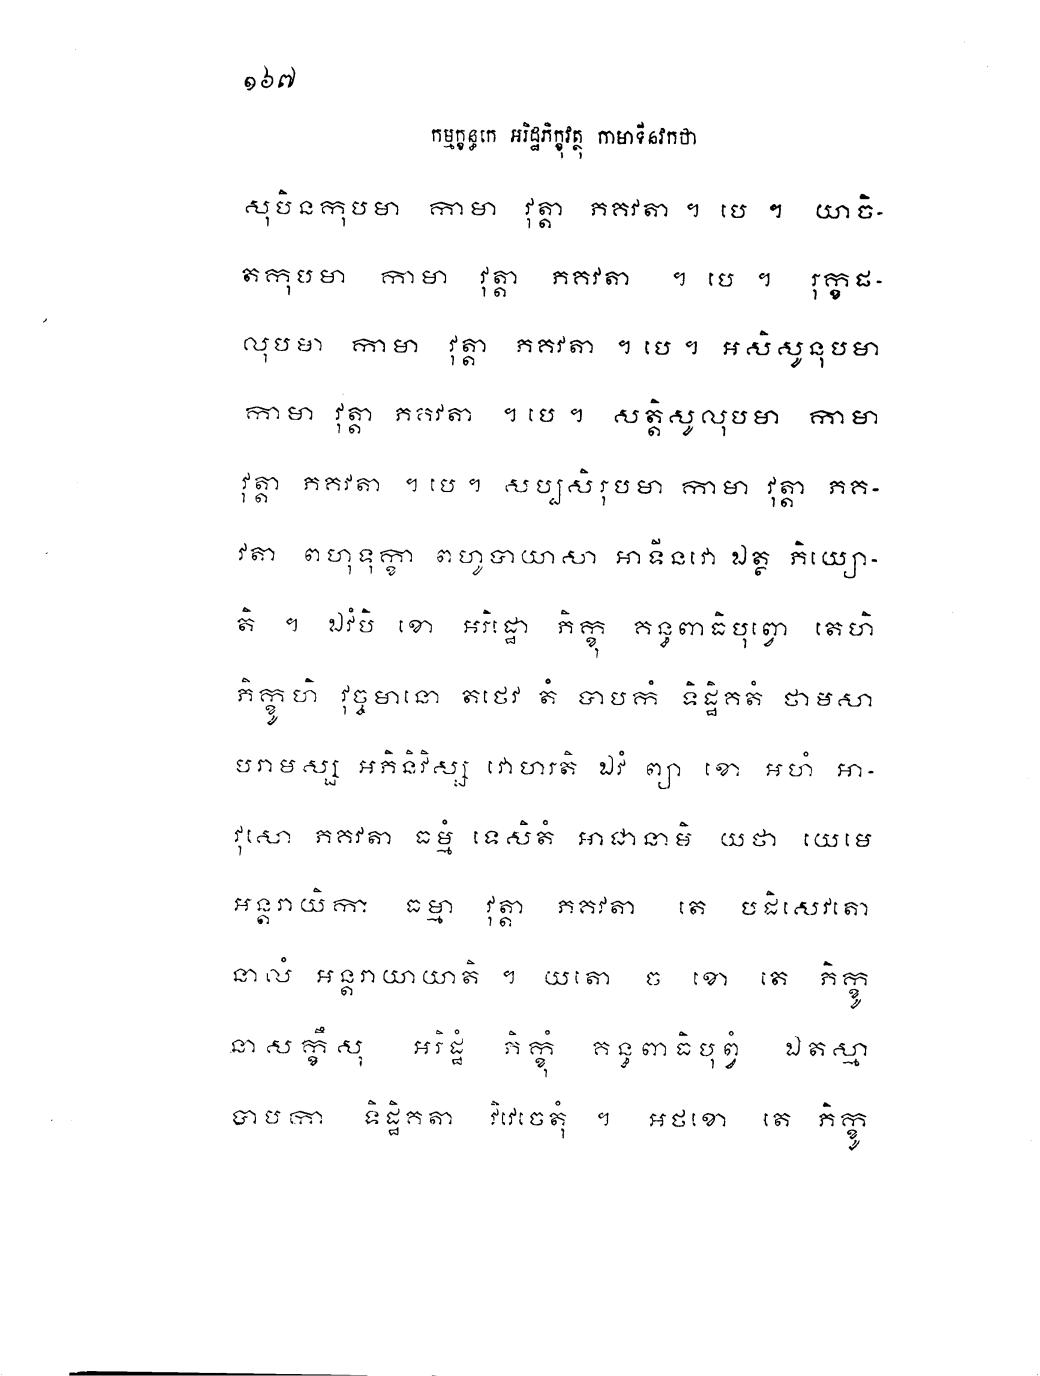 ១៦៧
កម្មក្ខន្ធកេ អរិដ្ឋភិក្ខុវត្ថុ កាមាទីនវកថា
សុបិនកុបមា កាមា វុត្តា ភគវតា ។ បេ ។ យាចិ-
តកុបមា កាមា វុត្តា ភគវតា ។ បេ ។ រុក្ខផ-
លុបមា កាមា វុត្តា ភគវតា ។ បេ ។ អសិសូនុបមា
កាមា វុត្តា ភគវតា ។ បេ ។ សត្តិសូលុបមា កាមា
វុត្តា ភគវតា ។ បេ ។ សប្បសិរុបមា កាមា វុត្តា ភគ-
វតា ពហុទុក្ខា ពហូបាយាសា អាទីនវោ ឯត្ថ ភិយ្យោ-
តិ ។ ឯវំបិ ខោ អរិដ្ឋោ ភិក្ខុ គន្ធពាធិបុព្វោ តេហិ
ភិក្ខូហិ វុច្ចមានោ តថេវ តំ បាបកំ ទិដ្ឋិគតំ ថាមសា
បរាមស្ស អភិនិវិស្ស វោហរតិ ឯវំ ព្យា ខោ អហំ អា-
វុសោ ភគវតា ធម្មំ ទេសិតំ អាជានាមិ យថា យេមេ
អន្តរាយិកា ធម្មា វុត្តា ភគវតា តេ បដិសេវតោ
នាលំ អន្តរាយាយាតិ ។ យតោ ច ខោ តេ ភិក្ខូ
នាសក្ខឹសុ អរិដ្ឋំ ភិក្ខុំ គន្ធពាធិបុព្វំ ឯតស្មា
បាបកា ទិដ្ឋិគតា វិវេចេតុំ ។ អថខោ តេ ភិក្ខូ